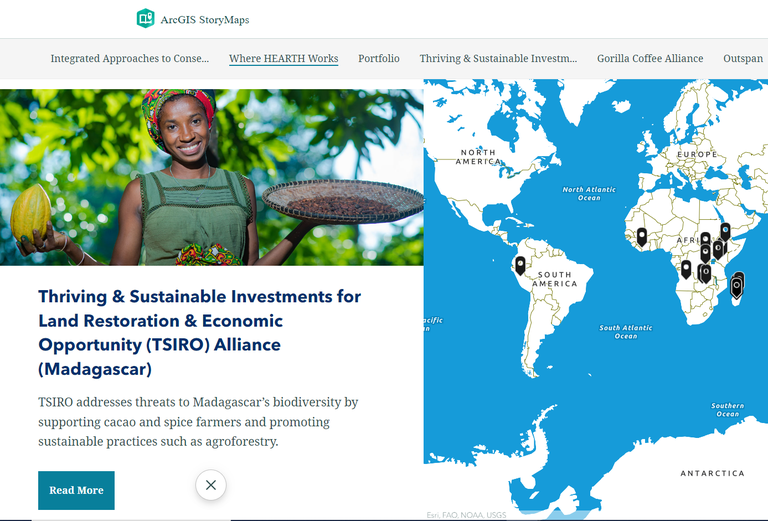 ArcGIS StoryMaps
Integrated Approaches to Conse...
Where HEARTH Works
Portfolio
Thriving & Sustainable Investm...
Gorilla Coffee Alliance
Outspan
Thriving & Sustainable Investments for
Land Restoration & Economic
Opportunity (TSIRO) Alliance
(Madagascar)
TSIRO addresses threats to Madagascar’s biodiversity by
supporting cacao and spice farmers and promoting
sustainable practices such as agroforestry.
Read More
NORTH
AMERICA
EUROPE
North Atlantic
Ocean
AFRI
SOUTH
AMERICA
acific
an
South Atlantic
Ocean
Southern
Ocean
ANTARCTICA
Esri, FAO, NOAA, USGS